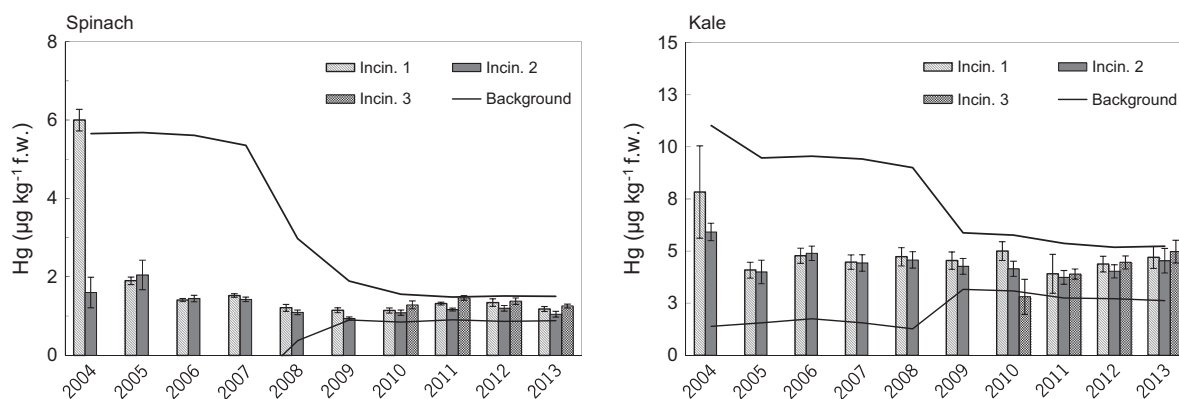 Spinach
Hg (µg kg⁻¹ f.w.)
8
6
4
2
0
Incin. 1
Incin. 2
Incin. 3
Background
2004
2005
2006
2007
2008
2009
2010
2011
2012
2013
Kale
Hg (µg kg⁻¹ f.w.)
15
13
10
8
5
3
0
Incin. 1
Incin. 2
Incin. 3
Background
2004
2005
2006
2007
2008
2009
2010
2011
2012
2013